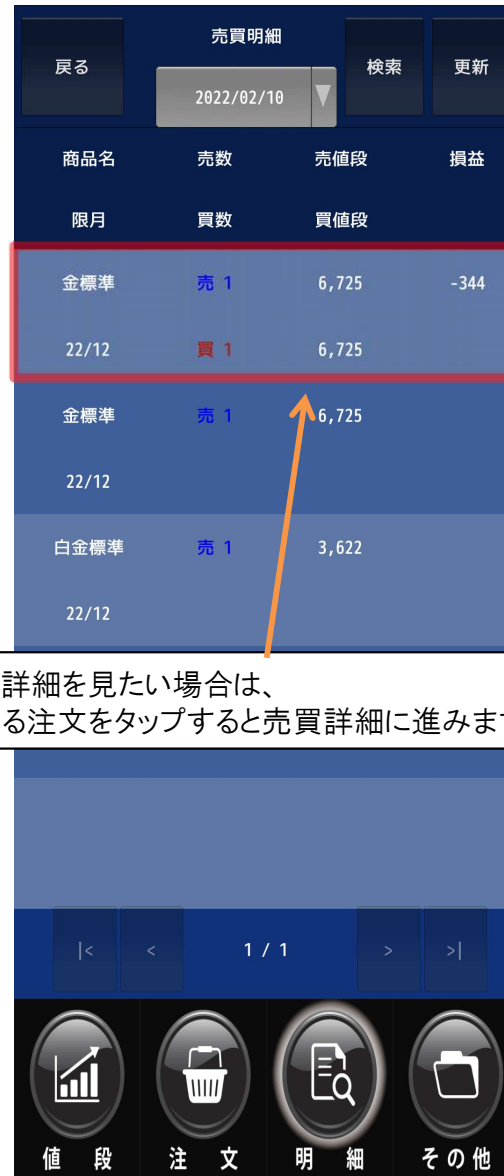 売買明細
戻る 検索 更新
2022/02/10
商品名 売数 売値段 損益
限月 買数 買値段
金標準 売 1 6,725 -344
22/12 買 1 6,725
金標準 売 1 6,725
22/12
白金標準 売 1 3,622
22/12
詳細を見たい場合は、
る注文をタップすると売買詳細に進みま
|< < 1 / 1 > >|
値 段 注 文 明 細 その他